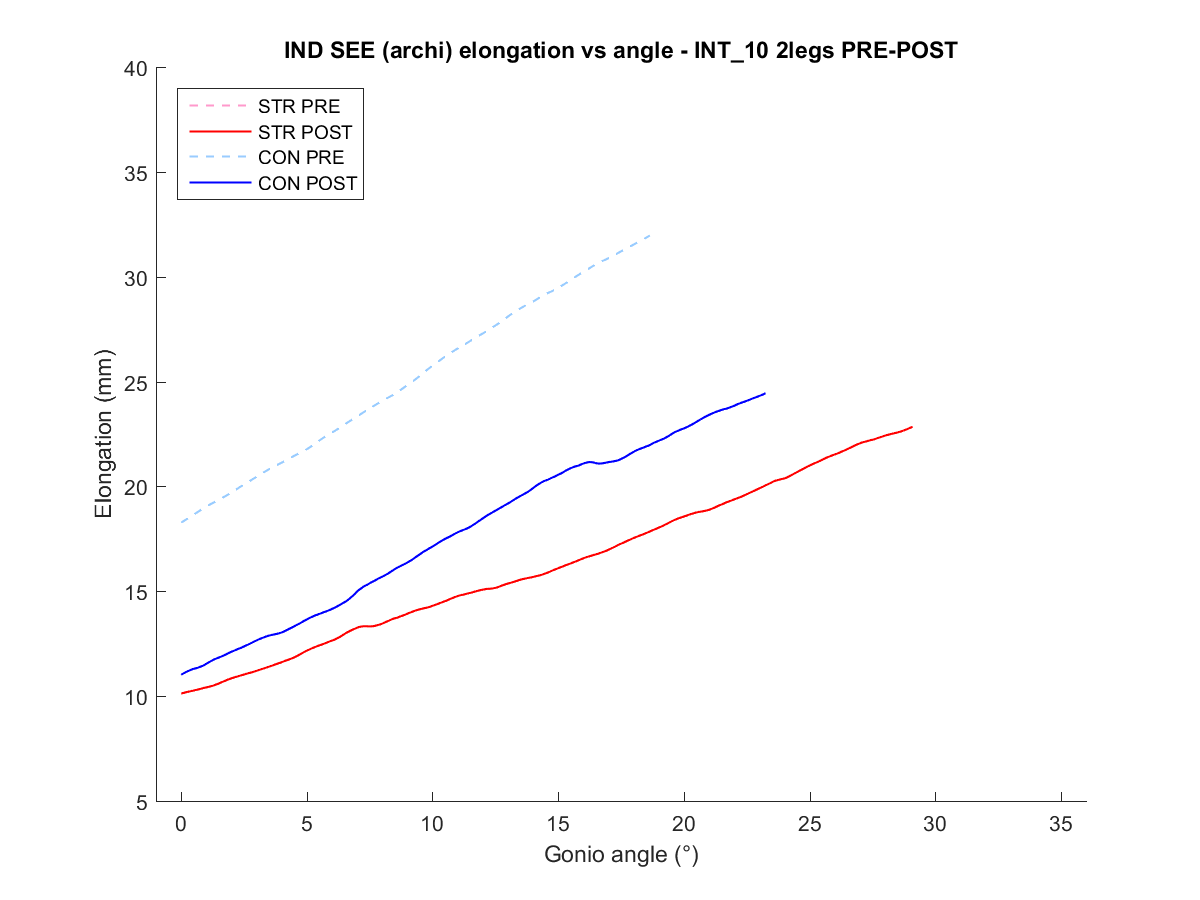 IND SEE (archi) elongation vs angle - INT_10 2legs PRE-POST
40
35
30
25
20
15
10
5
Elongation (mm)
STR PRE
STR POST
CON PRE
CON POST
0 5 10 15 20 25 30 35
Gonio angle (°)